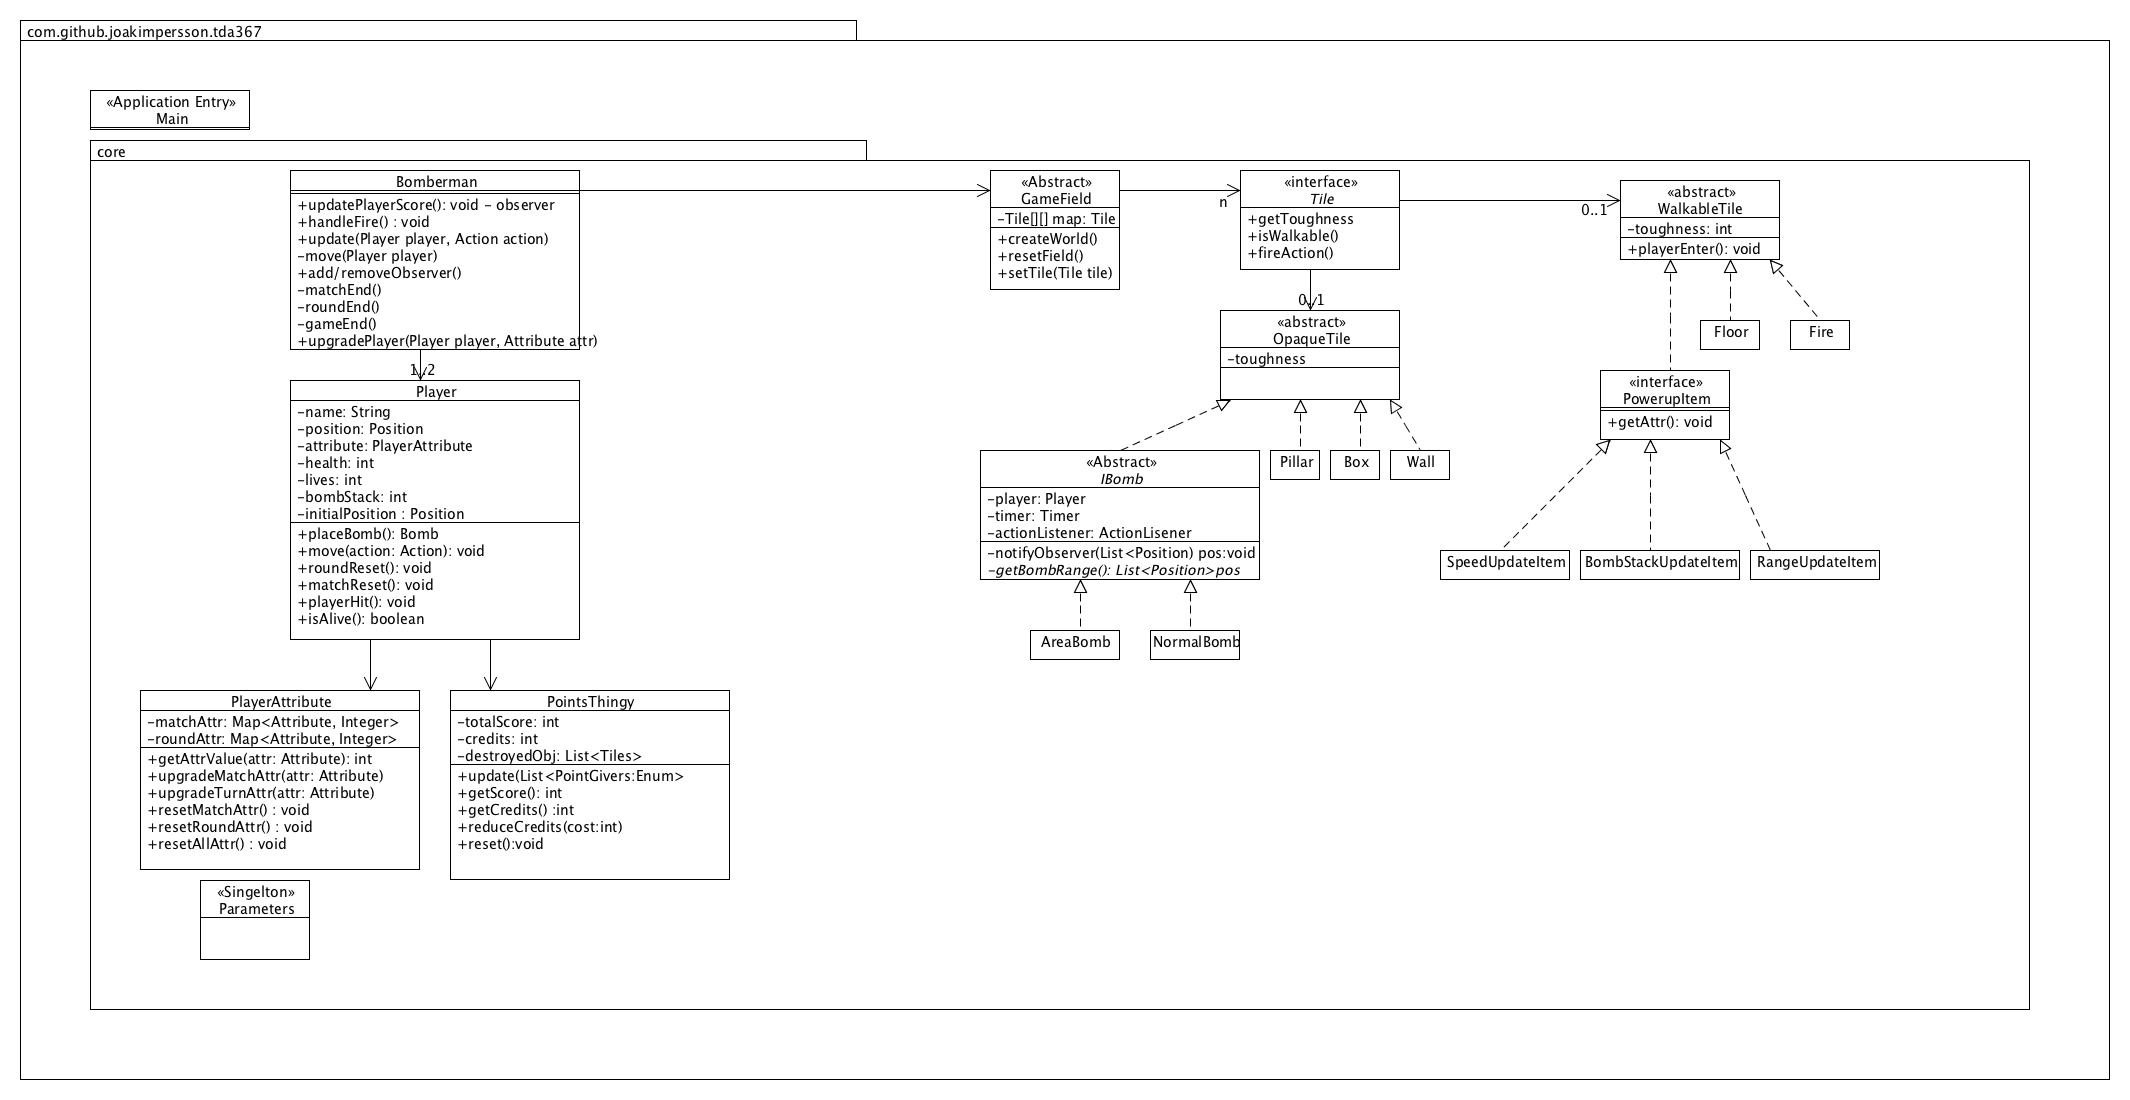 com.github.joakimpersson.tda367
«Application Entry»
Main
core
Bomberman
+updatePlayerScore(): void - observer
+handleFire() : void
+update(Player player, Action action)
-move(Player player)
+add/removeObserver()
-matchEnd()
-roundEnd()
-gameEnd()
+upgradePlayer(Player player, Attribute attr)
1..2
Player
-name: String
-position: Position
-attribute: PlayerAttribute
-health: int
-lives: int
-bombStack: int
-initialPosition : Position
+placeBomb(): Bomb
+move(action: Action): void
+roundReset(): void
+matchReset(): void
+playerHit(): void
+isAlive(): boolean
PlayerAttribute
-matchAttr: Map<Attribute, Integer>
-roundAttr: Map<Attribute, Integer>
+getAttrValue(attr: Attribute): int
+upgradeMatchAttr(attr: Attribute)
+upgradeTurnAttr(attr: Attribute)
+resetMatchAttr() : void
+resetRoundAttr() : void
+resetAllAttr() : void
PointsThingy
-totalScore: int
-credits: int
-destroyedObj: List<Tiles>
+update(List<PointGivers:Enum>
+getScore(): int
+getCredits() :int
+reduceCredits(cost:int)
+reset():void
«Singelton»
Parameters
«Abstract»
GameField
-Tile[][] map: Tile
+createWorld()
+resetField()
+setTile(Tile tile)
n
«interface»
Tile
+getToughness
+isWalkable()
+fireAction()
0..1
«abstract»
OpaqueTile
-toughness
«Abstract»
IBomb
-player: Player
-timer: Timer
-actionListener: ActionLisener
-notifyObserver(List<Position) pos:void
-getBombRange(): List<Position>pos
Pillar
Box
Wall
AreaBomb
NormalBomb
0..1
«abstract»
WalkableTile
-toughness: int
+playerEnter(): void
Floor
Fire
«interface»
PowerupItem
+getAttr(): void
SpeedUpdateItem
BombStackUpdateItem
RangeUpdateItem